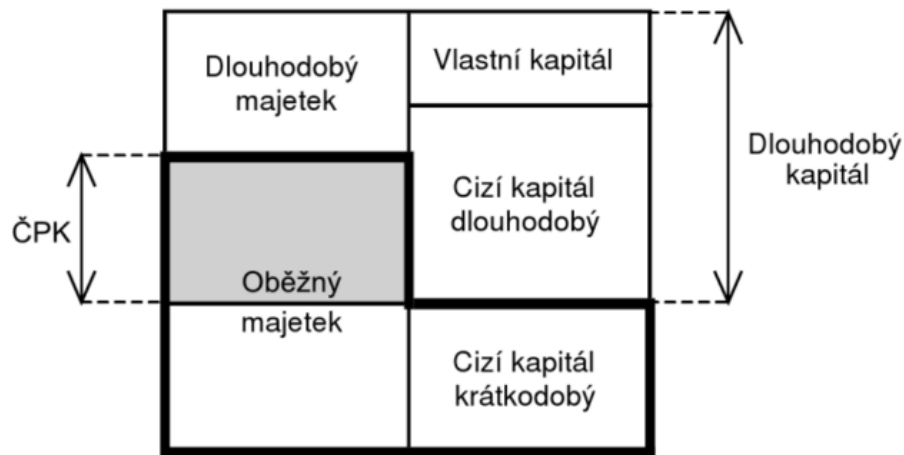 Dlouhodobý
majetek
Vlastní kapitál
Dlouhodobý
kapitál
Cizí kapitál
dlouhodobý
ČPK
Oběžný
majetek
Cizí kapitál
krátkodobý